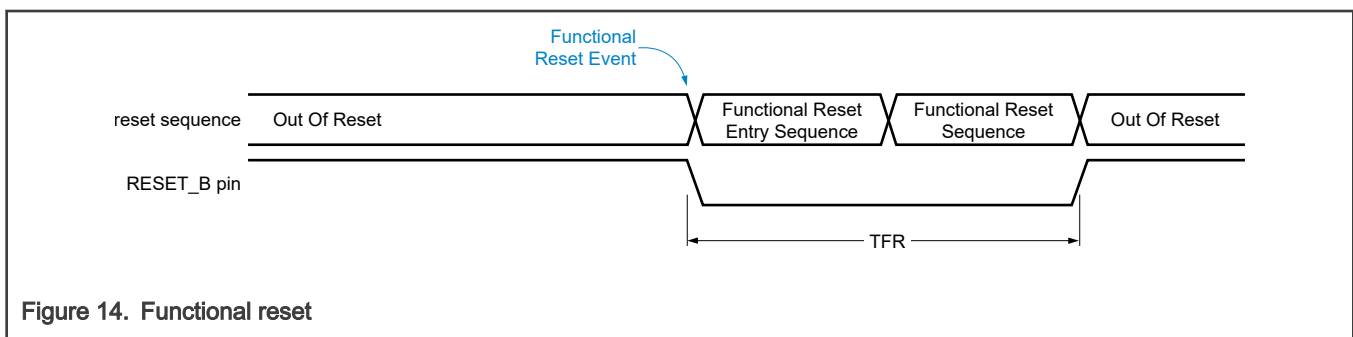 Functional
Reset Event
reset sequence
Out Of Reset
Functional Reset
Entry Sequence
Functional Reset
Sequence
Out Of Reset
RESET_B pin
TFR
Figure 14. Functional reset